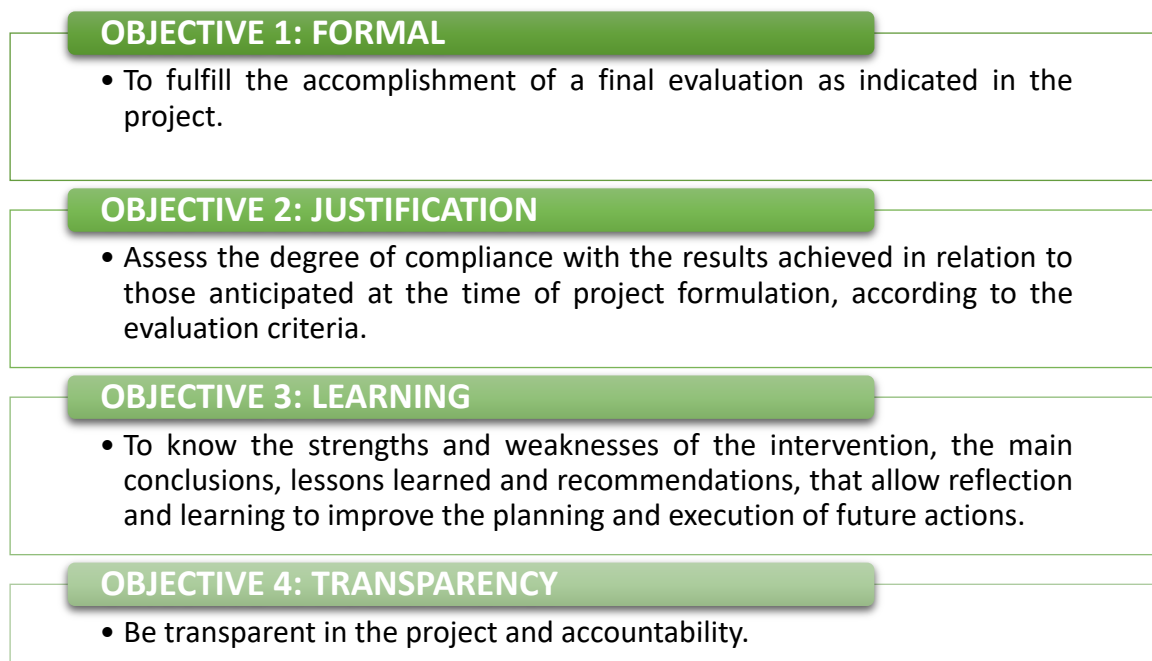 OBJECTIVE 1: FORMAL
• To fulfill the accomplishment of a final evaluation as indicated in the
project.
OBJECTIVE 2: JUSTIFICATION
• Assess the degree of compliance with the results achieved in relation to
those anticipated at the time of project formulation, according to the
evaluation criteria.
OBJECTIVE 3: LEARNING
• To know the strengths and weaknesses of the intervention, the main
conclusions, lessons learned and recommendations, that allow reflection
and learning to improve the planning and execution of future actions.
OBJECTIVE 4: TRANSPARENCY
• Be transparent in the project and accountability.